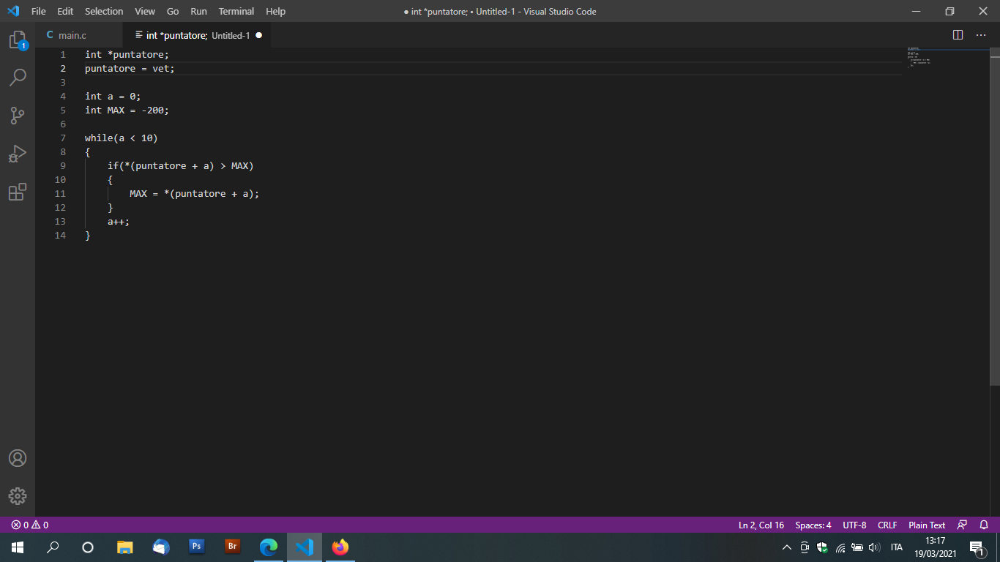 File Edit Selection View Go Run Terminal Help ● int *puntatore; • Untitled-1 - Visual Studio Code
C main.c int *puntatore; Untitled-1 ●
1
1 int *puntatore;
2 puntatore = vet;
3
4 int a = 0;
5 int MAX = -200;
6
7 while(a < 10)
8 {
9 if(*(puntatore + a) > MAX)
10 {
11 MAX = *(puntatore + a);
12 }
13 a++;
14 }
0 0 Ln 2, Col 16 Spaces: 4 UTF-8 CRLF Plain Text
Ps Br ITA 13:17
19/03/2021 1